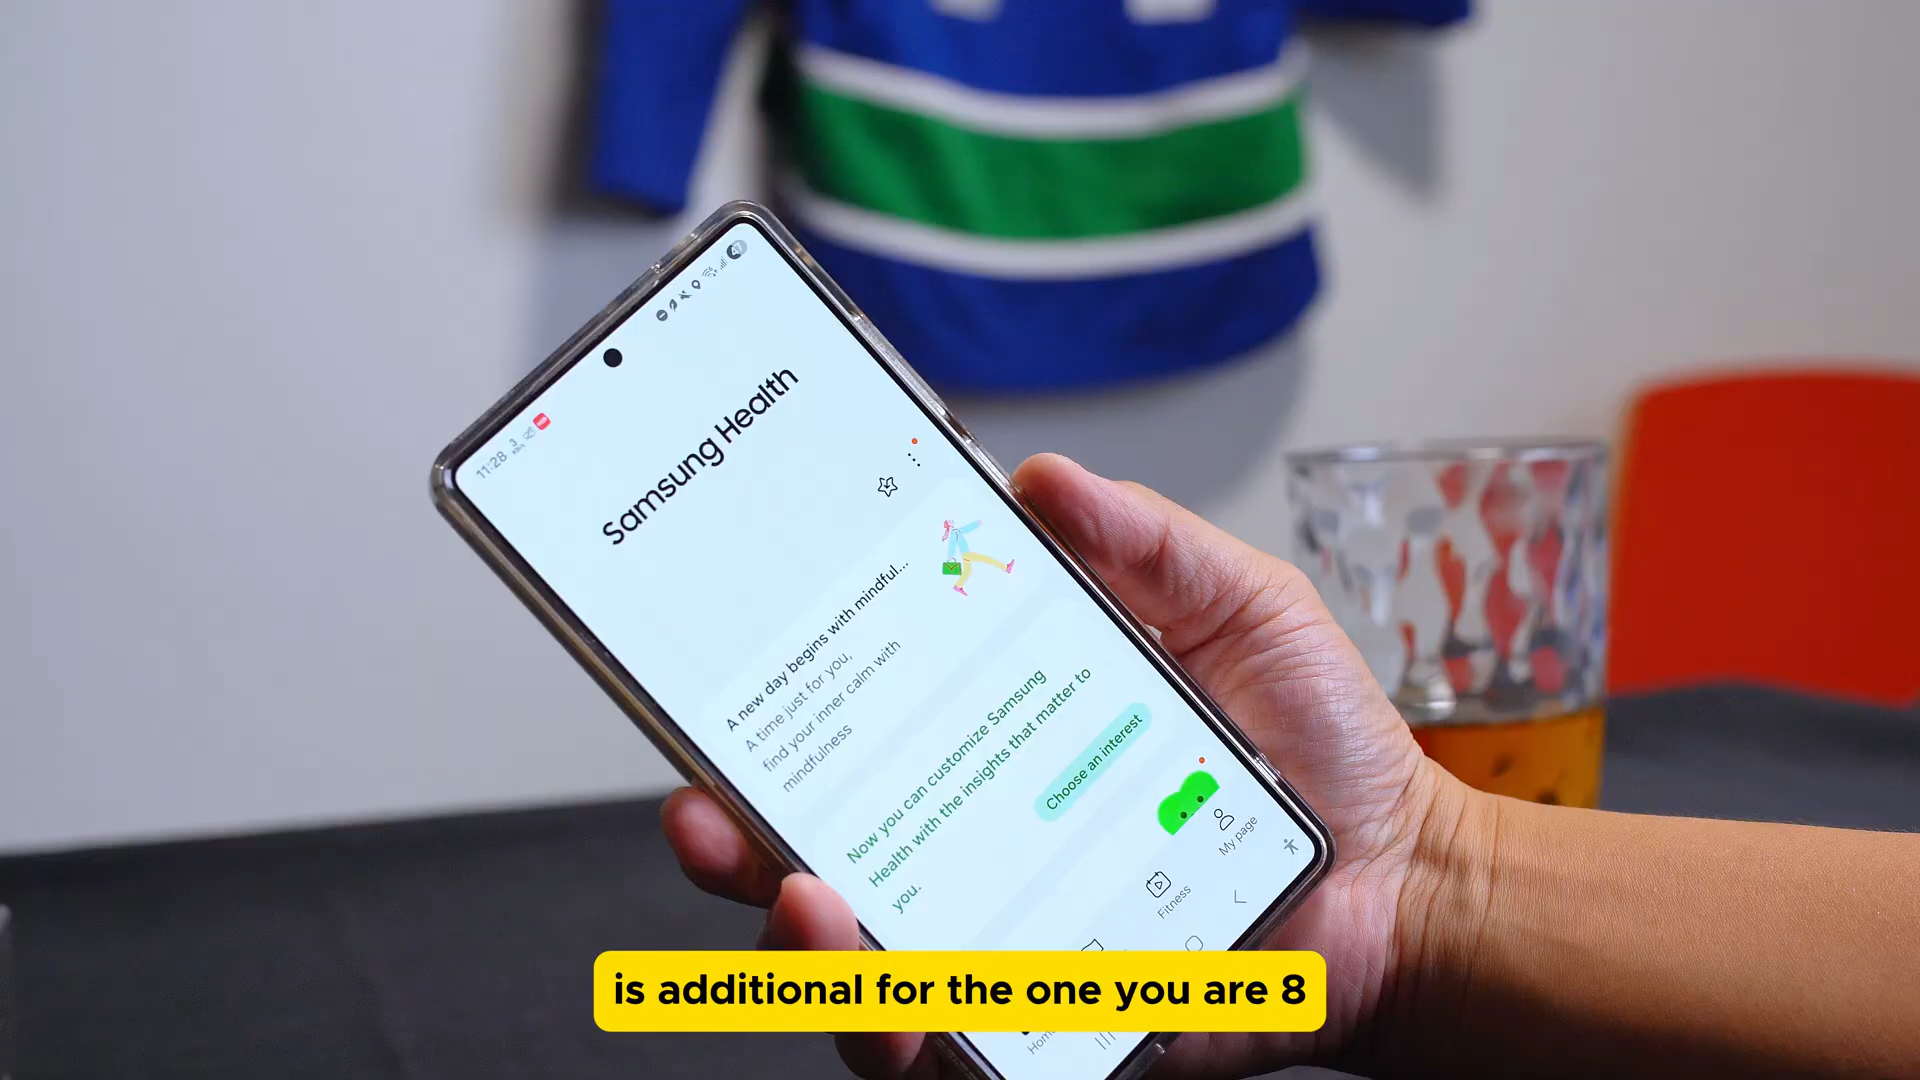 11:28
3
47
Samsung Health
A new day begins with mindful...
A time just for you,
find your inner calm with
mindfulness
Now you can customize Samsung
Health with the insights that matter to
you.
Choose an interest
Fitness
My page
is additional for the one you are 8